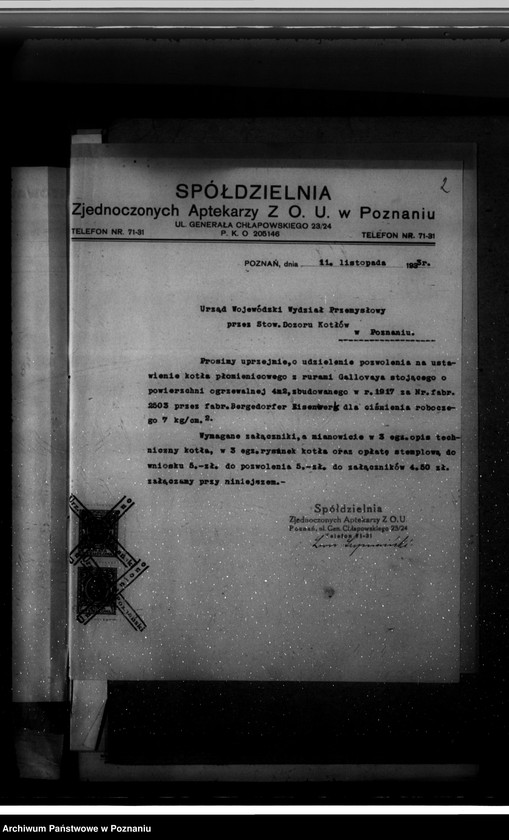 2
SPÓŁDZIELNIA
Zjednoczonych Aptekarzy Z O. U. w Poznaniu
UL. GENERAŁA CHŁAPOWSKIEGO 23/24
TELEFON NR. 71-31 P. K. O 205146 TELEFON NR. 71-31
POZNAŃ, dnia 11. listopada 1933r.
Urząd Wojewódzki Wydział Przemysłowy
przez Stow.Dozoru Kotłów
w Poznaniu.
Prosimy uprzejmie,o udzielenie pozwolenia na usta-
wienie kotła płomienicowego z rurami Gallovaya stojącego o
powierzchni ogrzewalnej 4m2,zbudowanego w r.1917 za Nr.fabr.
2503 przez fabr.Bergedorfer Eisenwerk dla ciśnienia robocze-
go 7 kg/cm.2.
Wymagane załączniki,a mianowicie w 3 egz.opis tech-
niczny kotła, w 3 egz.rysunek kotła oraz opłatę stemplową do
wniosku 5.-zł. do pozwolenia 5.-zł. do załączników 4.50 zł.
załączamy przy niniejszem.-
Spółdzielnia
Zjednoczonych Aptekarzy Z O.U
Poznań, ul. Gen. Chłapowskiego 23/24
Telefon 71-31
Archiwum Państwowe w Poznaniu